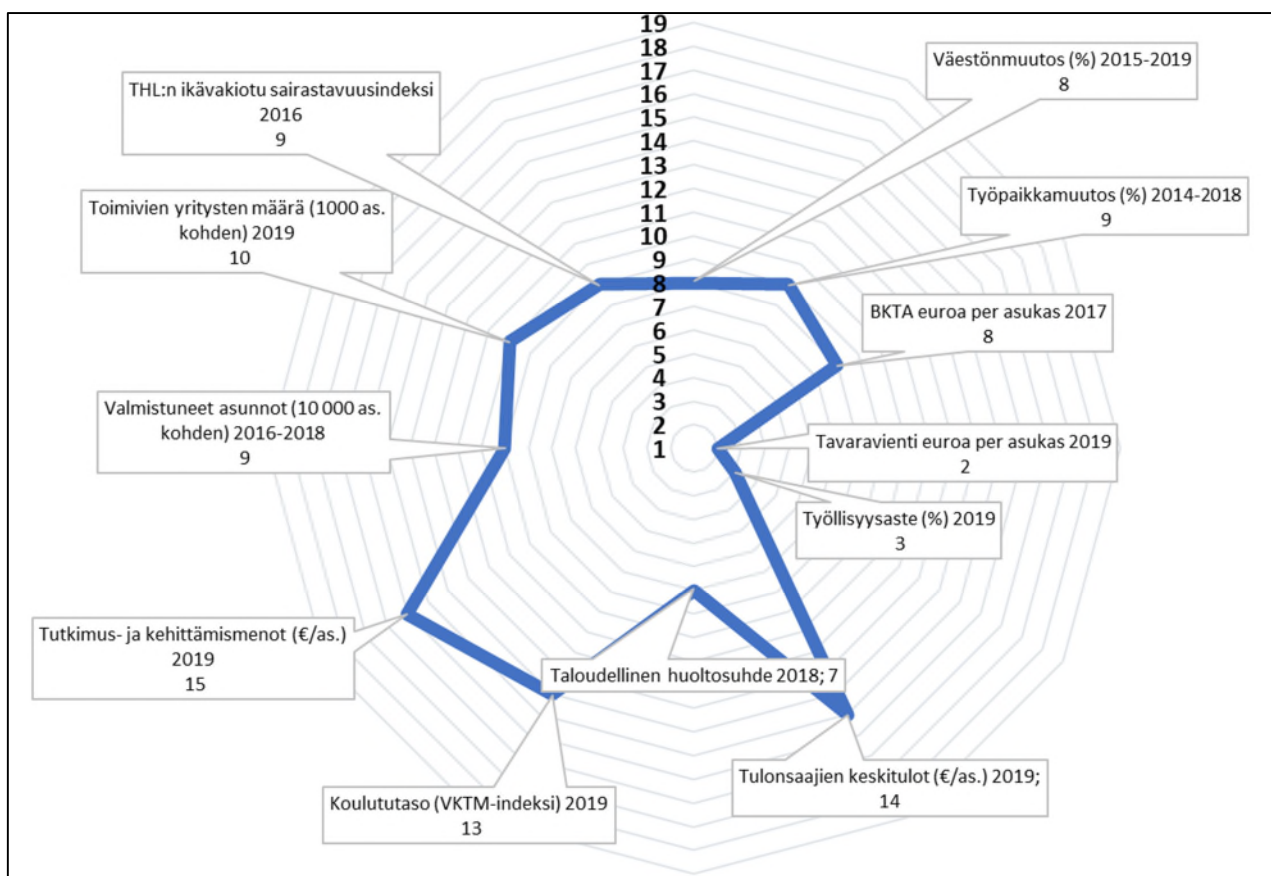 19
18
17
16
15
14
13
12
11
10
9
8
7
6
5
4
3
2
1
Väestönmuutos (%) 2015-2019
8
Työpaikkamuutos (%) 2014-2018
9
BKTA euroa per asukas 2017
8
Tavaravienti euroa per asukas 2019
2
Työllisyysaste (%) 2019
3
Tulonsaajien keskitulot (€/as.) 2019;
14
Taloudellinen huoltosuhde 2018; 7
Koulututaso (VKTM-indeksi) 2019
13
Tutkimus- ja kehittämismenot (€/as.)
2019
15
Valmistuneet asunnot (10 000 as.
kohden) 2016-2018
9
Toimivien yritysten määrä (1000 as.
kohden) 2019
10
THL:n ikävakiotu sairastavuusindeksi
2016
9